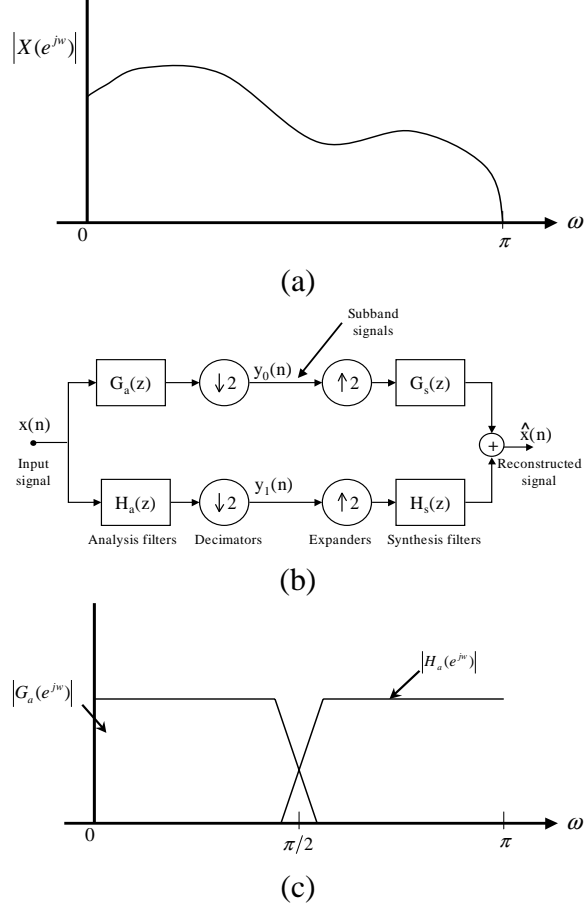 |X(e^{jw})|
0
π
ω
(a)
Subband
signals
G_a(z)
↓2
y_0(n)
↑2
G_s(z)
x(n)
Input
signal
+
x̂(n)
Reconstructed
signal
H_a(z)
↓2
y_1(n)
↑2
H_s(z)
Analysis filters
Decimators
Expanders
Synthesis filters
(b)
|G_a(e^{jw})|
|H_a(e^{jw})|
0
π/2
π
ω
(c)